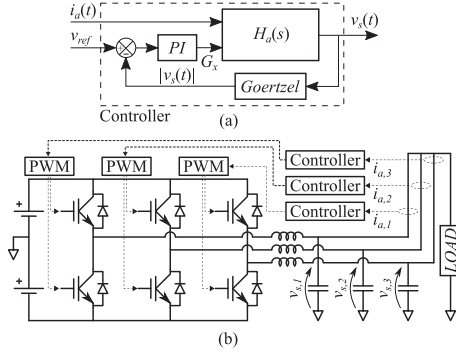 i_a(t)
v_ref
PI
G_x
H_a(s)
v_s(t)
|v_s(t)|
Goertzel
Controller
(a)
PWM
PWM
PWM
Controller
Controller
Controller
i_a,3
i_a,2
i_a,1
LOAD
v_s,1
v_s,2
v_s,3
(b)